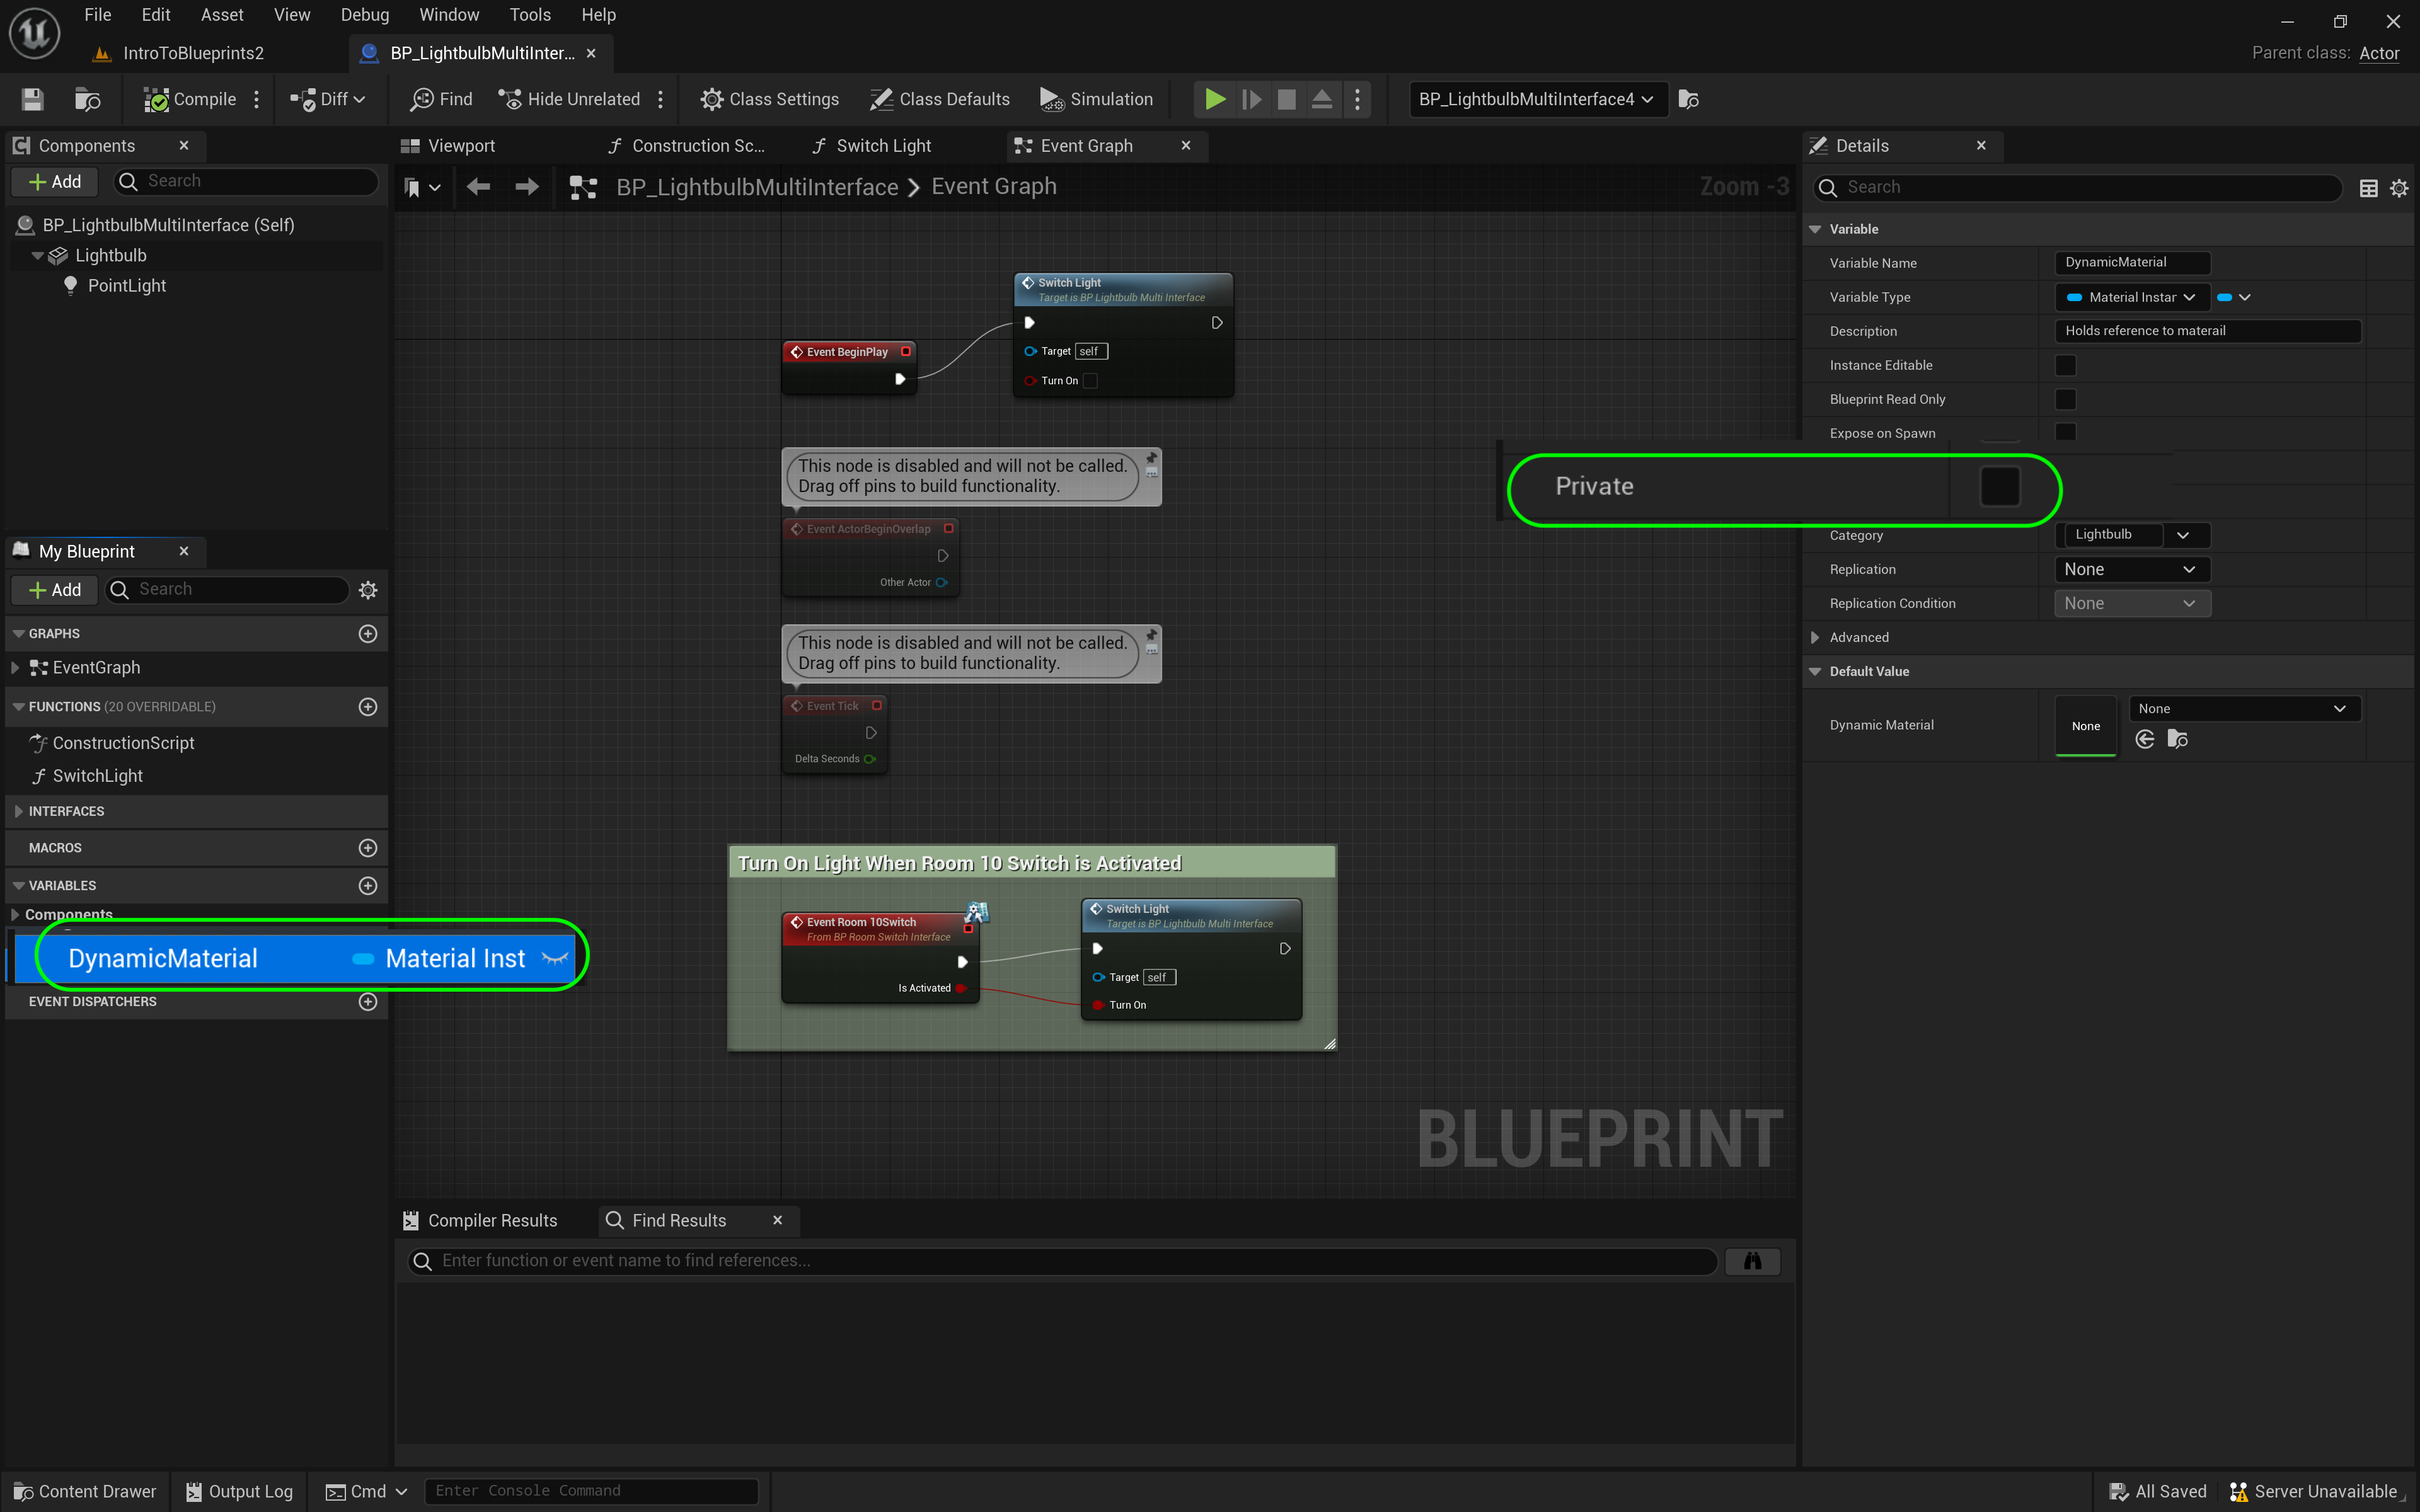 File Edit Asset View Debug Window Tools Help
IntroToBlueprints2
BP_LightbulbMultiInter...
Parent class: Actor
Compile
Diff
Find
Hide Unrelated
Class Settings
Class Defaults
Simulation
BP_LightbulbMultiInterface4
Components
Add
Search
BP_LightbulbMultiInterface (Self)
Lightbulb
PointLight
My Blueprint
Add
Search
GRAPHS
EventGraph
FUNCTIONS (20 OVERRIDABLE)
ConstructionScript
SwitchLight
INTERFACES
MACROS
VARIABLES
Components
DynamicMaterial Material Inst
EVENT DISPATCHERS
Viewport
Construction Sc...
Switch Light
Event Graph
BP_LightbulbMultiInterface > Event Graph
Zoom -3
Switch Light
Target is BP Lightbulb Multi Interface
Target self
Turn On
Event BeginPlay
This node is disabled and will not be called.
Drag off pins to build functionality.
Event ActorBeginOverlap
Other Actor
This node is disabled and will not be called.
Drag off pins to build functionality.
Event Tick
Delta Seconds
Turn On Light When Room 10 Switch is Activated
Event Room 10Switch
From BP Room Switch Interface
Is Activated
Switch Light
Target is BP Lightbulb Multi Interface
Target self
Turn On
BLUEPRINT
Compiler Results
Find Results
Enter function or event name to find references...
Details
Search
Variable
Variable Name DynamicMaterial
Variable Type Material Instar
Description Holds reference to materail
Instance Editable
Blueprint Read Only
Expose on Spawn
Private
Category Lightbulb
Replication None
Replication Condition None
Advanced
Default Value
Dynamic Material None None
Content Drawer
Output Log
Cmd
Enter Console Command
All Saved
Server Unavailable